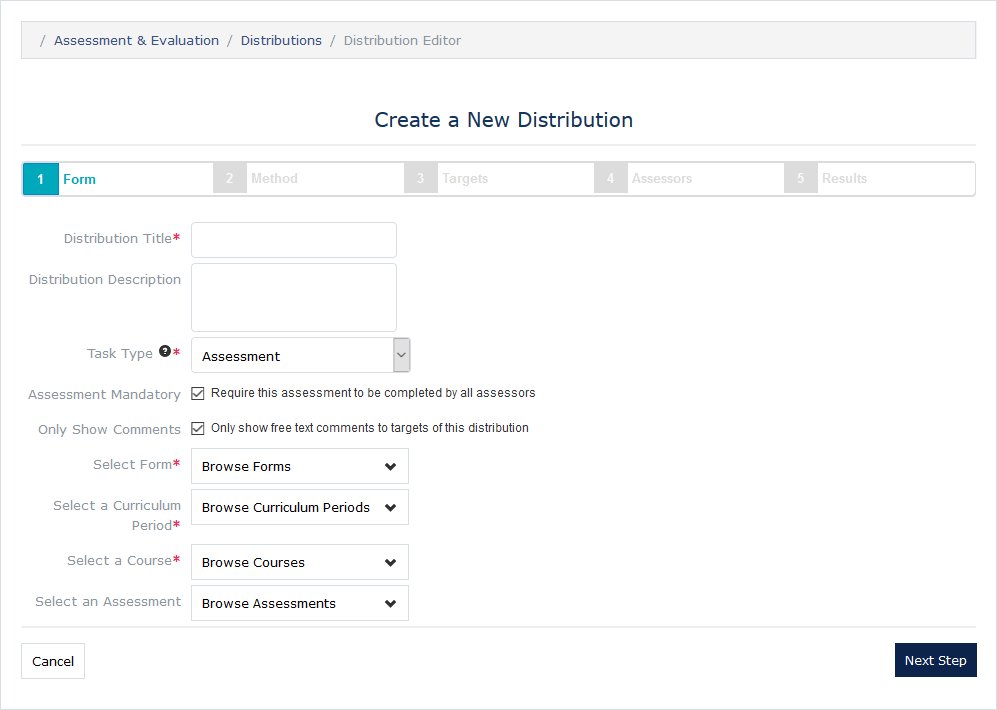 / Assessment & Evaluation / Distributions / Distribution Editor
Create a New Distribution
1 Form 2 Method 3 Targets 4 Assessors 5 Results
Distribution Title*
Distribution Description
Task Type ?* Assessment
Assessment Mandatory Require this assessment to be completed by all assessors
Only Show Comments Only show free text comments to targets of this distribution
Select Form* Browse Forms
Select a Curriculum Browse Curriculum Periods
Period*
Select a Course* Browse Courses
Select an Assessment Browse Assessments
Cancel Next Step